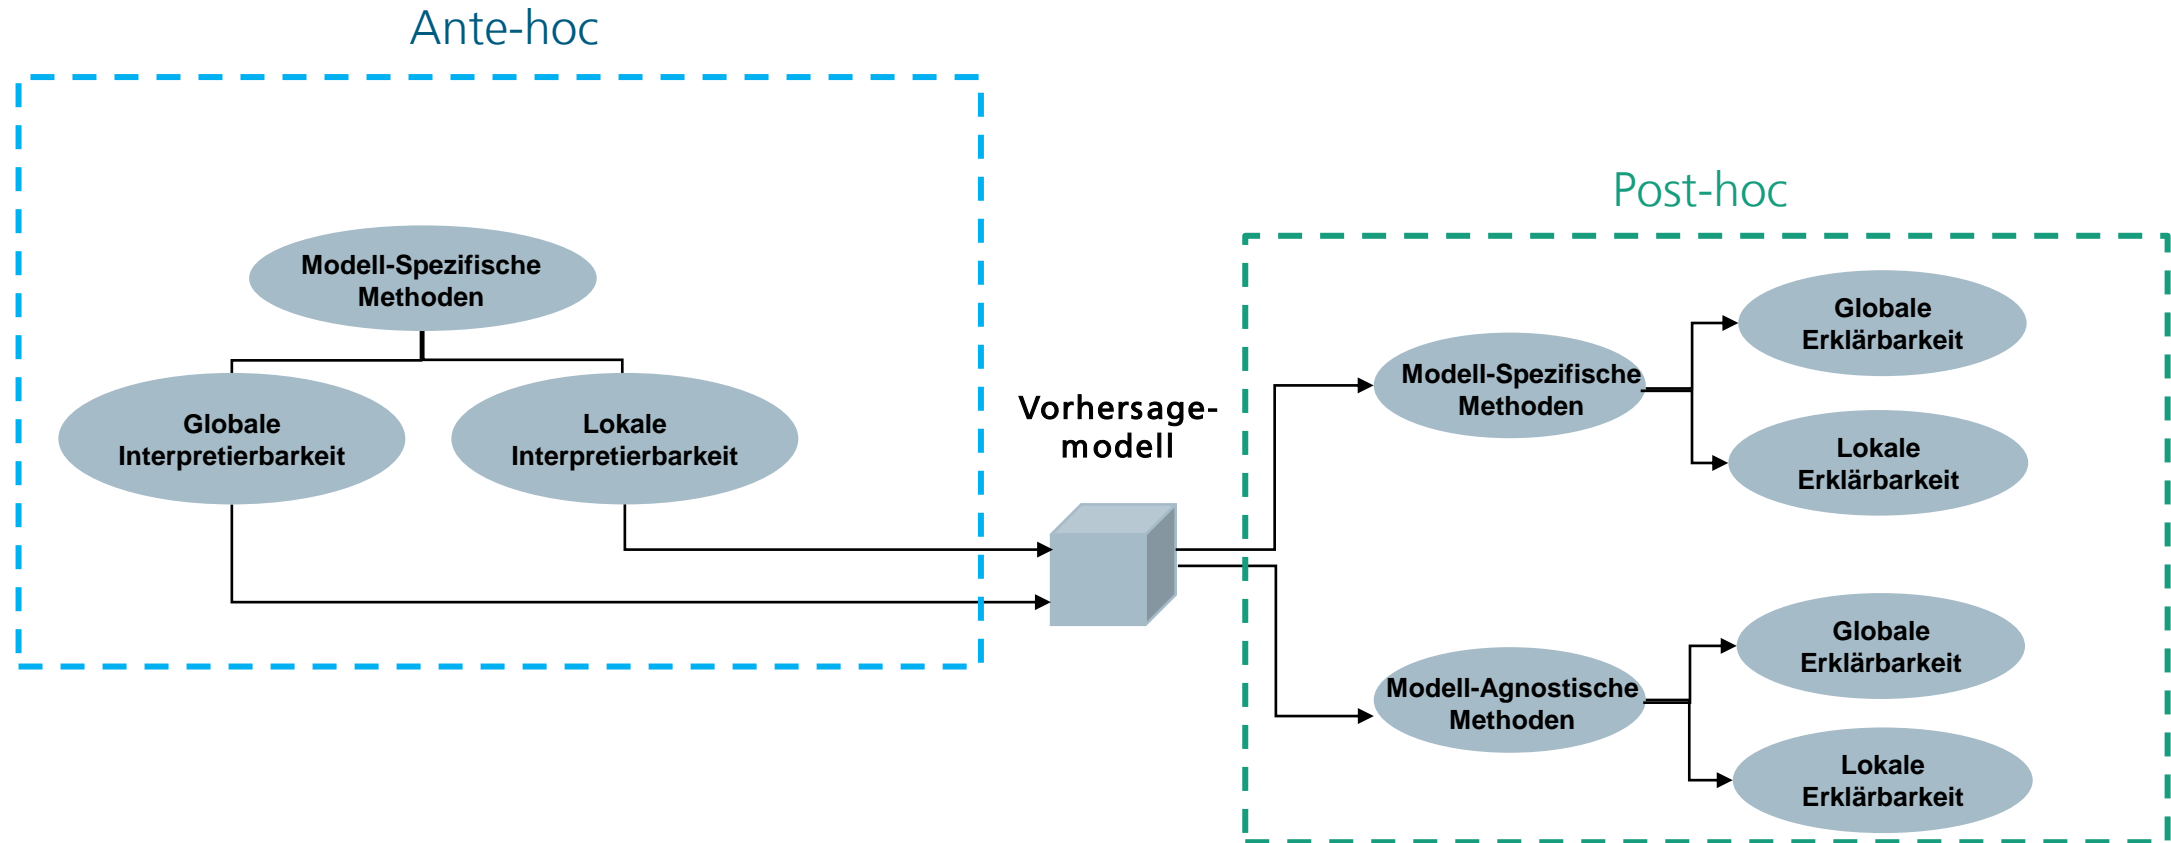 Ante-hoc
Modell-Spezifische
Methoden
Globale
Interpretierbarkeit
Lokale
Interpretierbarkeit
Vorhersage-
modell
Post-hoc
Modell-Spezifische
Methoden
Globale
Erklärbarkeit
Lokale
Erklärbarkeit
Modell-Agnostische
Methoden
Globale
Erklärbarkeit
Lokale
Erklärbarkeit